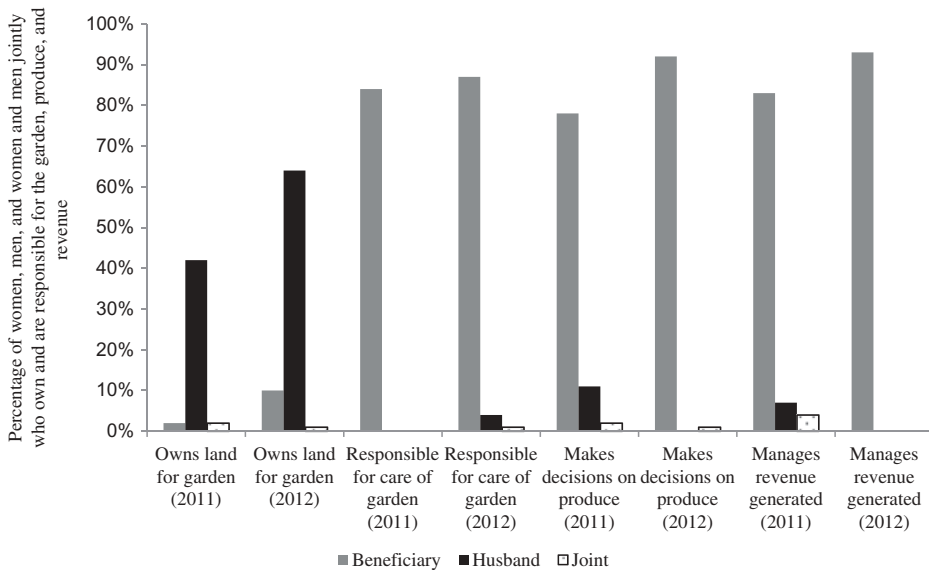 Percentage of women, men, and women and men jointly
who own and are responsible for the garden, produce, and
revenue
100%
90%
80%
70%
60%
50%
40%
30%
20%
10%
0%
Owns land
for garden
(2011)
Owns land
for garden
(2012)
Responsible
for care of
garden
(2011)
Responsible
for care of
garden
(2012)
Makes
decisions on
produce
(2011)
Makes
decisions on
produce
(2012)
Manages
revenue
generated
(2011)
Manages
revenue
generated
(2012)
Beneficiary Husband Joint